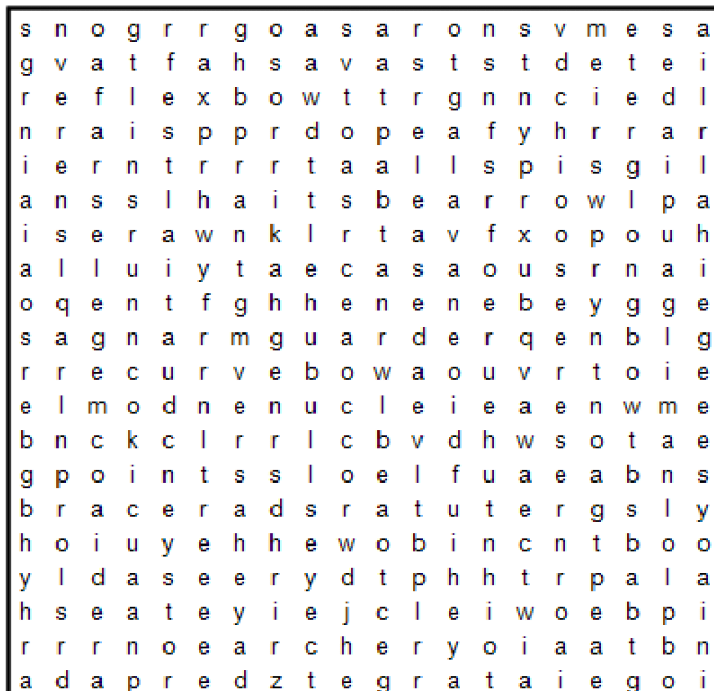 s n o g r r g o a s a r o n s v m e s a
g v a t f a h s a v a s t s t d e t e i
r e f l e x b o w t t r g n n c i e d l
n r a i s p p r d o p e a f y h r r a r
i e r n t r r r t a a l l s p i s g i l
a n s s l h a i t s b e a r r o w l p a
i s e r a w n k l r t a v f x o p o u h
a l l u i y t a e c a s a o u s r n a i
o q e n t f g h h e n e n e b e y g g e
s a g n a r m g u a r d e r q e n b l g
r r e c u r v e b o w a o u v r t o i e
e l m o d n e n u c l e i e a e n w m e
b n c k c l r r l c b v d h w s o t a e
g p o i n t s s l o e l f u a e a b n s
b r a c e r a d s r a t u t e r g s l y
h o i u y e h h e w o b i n c n t b o o
y l d a s e e r y d t p h h t r p a l a
h s e a t e y i e j c l e i w o e b p i
r r r n o e a r c h e r y o i a a t b n
a d a p r e d z t e g r a t a i e g o i